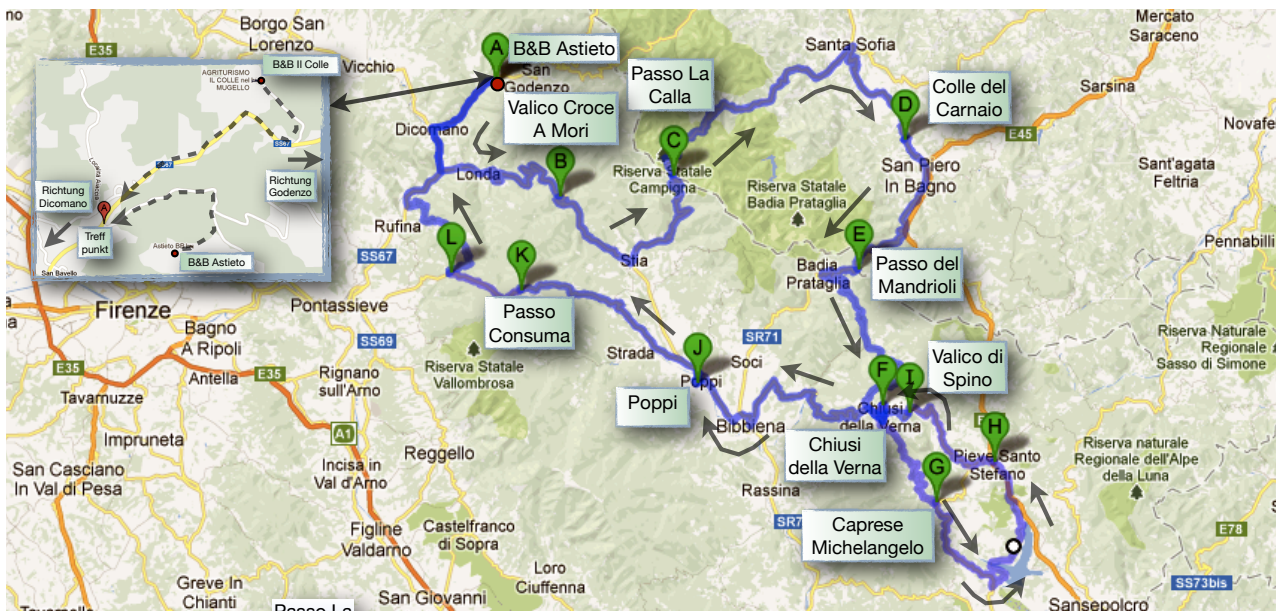 Borgo San
Lorenzo
Vicchio
E35
A
B&B Astieto
San
Godenzo
Valico Croce
A Mori
Passo La
Calla
Santa Sofia
Mercato
Saraceno
Sarsina
D
Colle del
Carnaio
E45
Novafe
Sant'agata
Feltria
San Piero
In Bagno
B&B Il Colle
AGRITURISMO
IL COLLE nel
MUGELLO
SS67
SS67
Richtung
Godenzo
Richtung
Dicomano
A
Treff
punkt
Astieto BB
B&B Astieto
San Bavello
Dicomano
Londa
B
C
Riserva Statale
Campigna
Riserva Statale
Badia Prataglia
Rufina
SS67
L
K
Stia
E
Badia
Prataglia
Passo del
Mandrioli
Pennabilli
Firenze
Pontassieve
Passo
Consuma
Bagno
A Ripoli
SS69
Riserva Statale
Vallombrosa
Strada
J
Poppi
Soci
SR71
Poppi
F
I
Valico di
Spino
Riserva Naturale
Regionale
Sasso di Simone
E35
Antella
E35
Rignano
sull'Arno
Tavarnuzze
Impruneta
A1
Reggello
Bibbiena
Chiusi
della Verna
Chiusi
della Verna
H
Pieve Santo
Stefano
Riserva naturale
Regionale dell'Alpe
della Luna
San Casciano
In Val di Pesa
Incisa in
Val d'Arno
Rassina
G
Caprese
Michelangelo
Figline
Valdarno
Castelfranco
di Sopra
E78
Greve In
Chianti
Loro
Ciuffenna
San Giovanni
Passo La
SS73bis
Sansepolcro